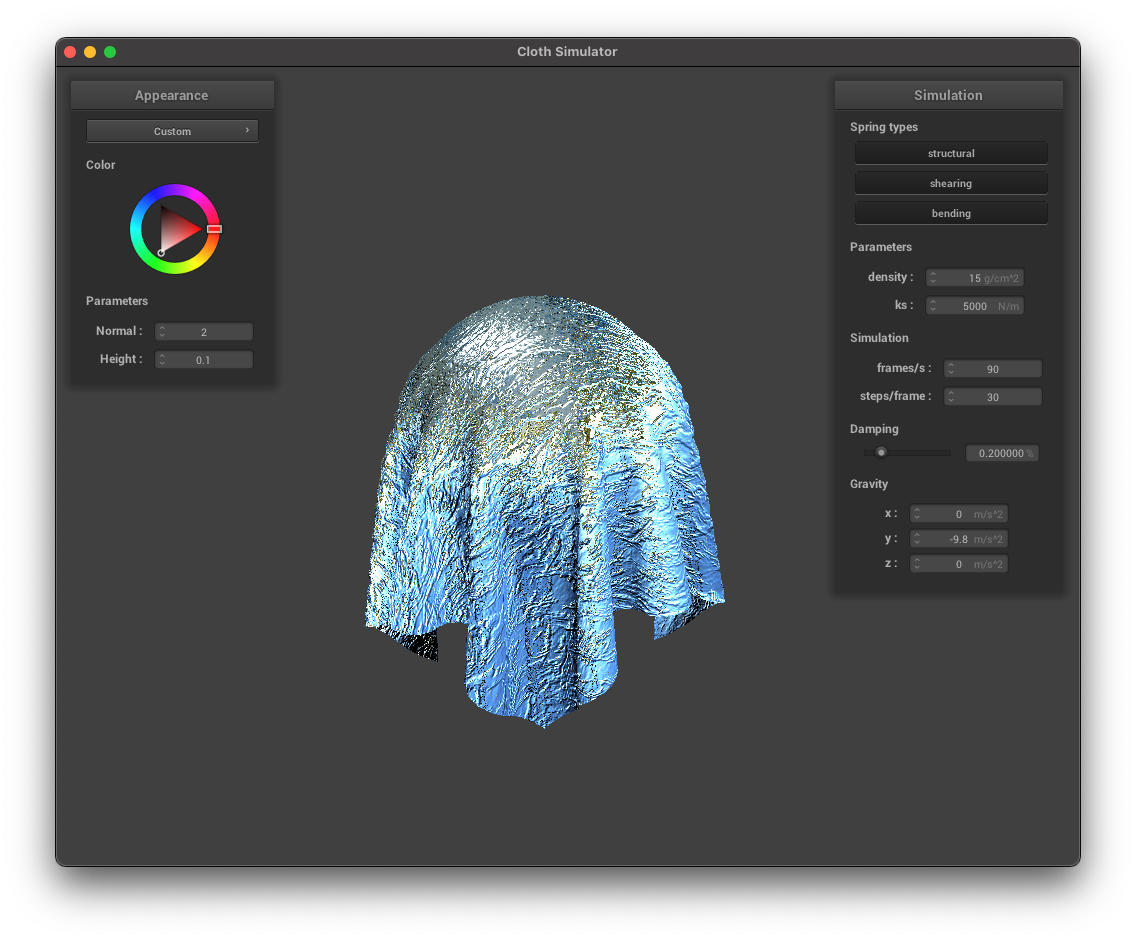 Cloth Simulator
Appearance
Custom ›
Color
Parameters
Normal : 2
Height : 0.1
Simulation
Spring types
structural
shearing
bending
Parameters
density : 15 g/cm^2
ks : 5000 N/m
Simulation
frames/s : 90
steps/frame : 30
Damping
0.200000 %
Gravity
x : 0 m/s^2
y : -9.8 m/s^2
z : 0 m/s^2